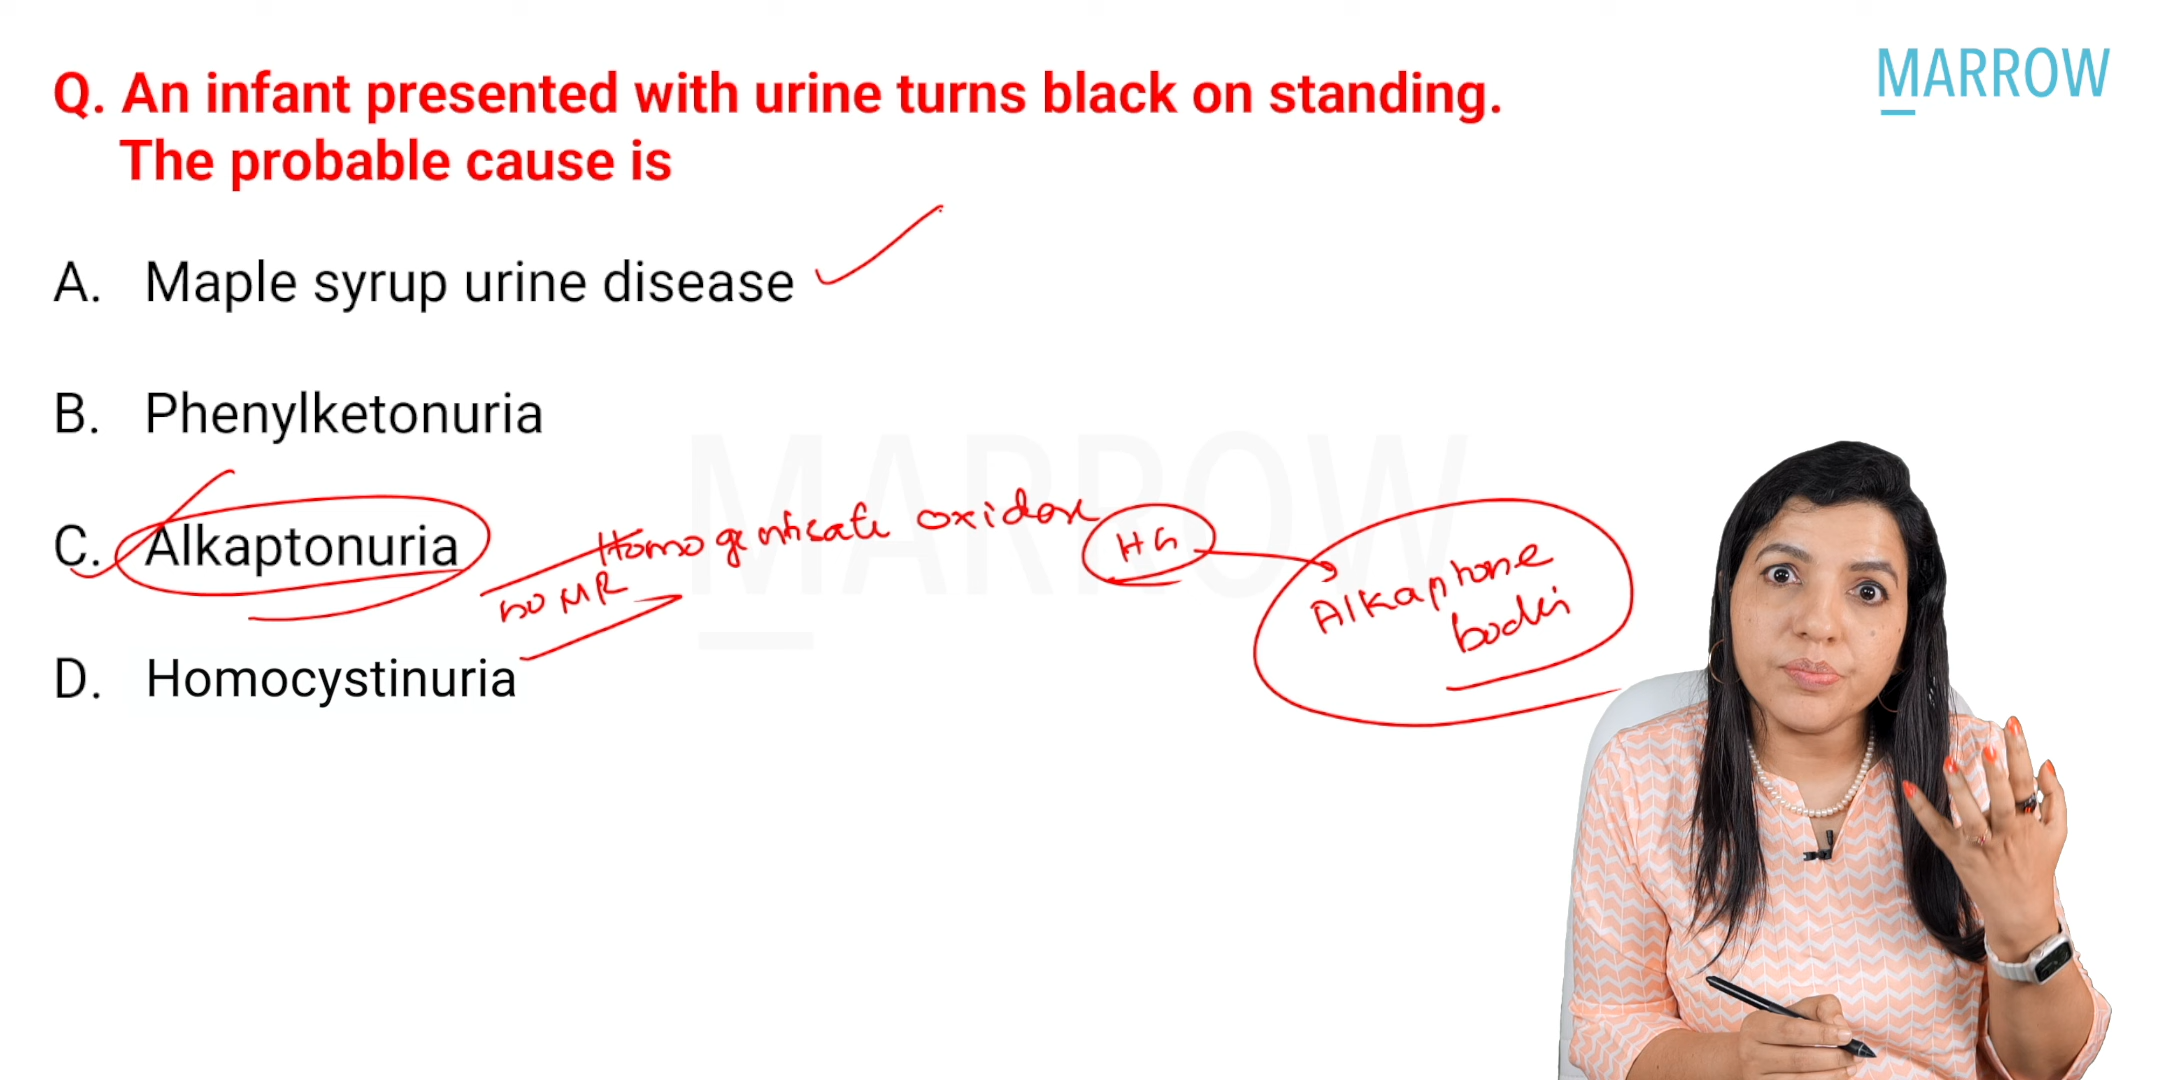 MARROW
Q. An infant presented with urine turns black on standing.
The probable cause is
A. Maple syrup urine disease
B. Phenylketonuria
C. Alkaptonuria
Homogentisate oxidase
HG
Alkaptone
bodies
no MR
D. Homocystinuria
MARROW